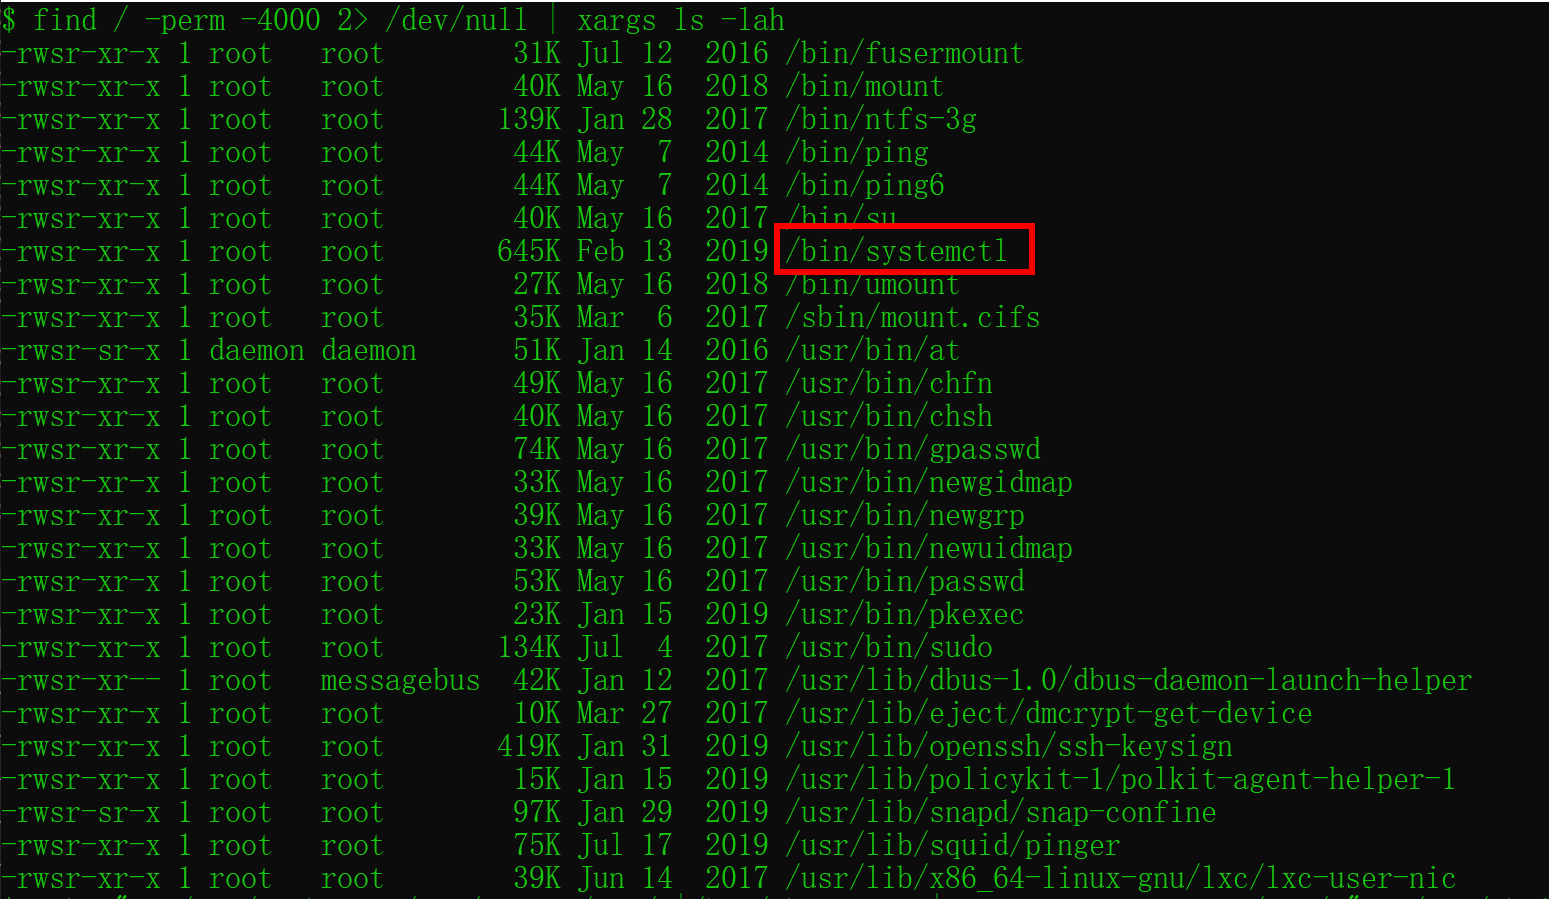 $ find / -perm -4000 2> /dev/null | xargs ls -lah
-rwsr-xr-x 1 root   root        31K Jul 12  2016 /bin/fusermount
-rwsr-xr-x 1 root   root        40K May 16  2018 /bin/mount
-rwsr-xr-x 1 root   root       139K Jan 28  2017 /bin/ntfs-3g
-rwsr-xr-x 1 root   root        44K May  7  2014 /bin/ping
-rwsr-xr-x 1 root   root        44K May  7  2014 /bin/ping6
-rwsr-xr-x 1 root   root        40K May 16  2017 /bin/su
-rwsr-xr-x 1 root   root       645K Feb 13  2019 /bin/systemctl
-rwsr-xr-x 1 root   root        27K May 16  2018 /bin/umount
-rwsr-xr-x 1 root   root        35K Mar  6  2017 /sbin/mount.cifs
-rwsr-sr-x 1 daemon daemon      51K Jan 14  2016 /usr/bin/at
-rwsr-xr-x 1 root   root        49K May 16  2017 /usr/bin/chfn
-rwsr-xr-x 1 root   root        40K May 16  2017 /usr/bin/chsh
-rwsr-xr-x 1 root   root        74K May 16  2017 /usr/bin/gpasswd
-rwsr-xr-x 1 root   root        33K May 16  2017 /usr/bin/newgidmap
-rwsr-xr-x 1 root   root        39K May 16  2017 /usr/bin/newgrp
-rwsr-xr-x 1 root   root        33K May 16  2017 /usr/bin/newuidmap
-rwsr-xr-x 1 root   root        53K May 16  2017 /usr/bin/passwd
-rwsr-xr-x 1 root   root        23K Jan 15  2019 /usr/bin/pkexec
-rwsr-xr-x 1 root   root       134K Jul  4  2017 /usr/bin/sudo
-rwsr-xr-- 1 root   messagebus  42K Jan 12  2017 /usr/lib/dbus-1.0/dbus-daemon-launch-helper
-rwsr-xr-x 1 root   root        10K Mar 27  2017 /usr/lib/eject/dmcrypt-get-device
-rwsr-xr-x 1 root   root       419K Jan 31  2019 /usr/lib/openssh/ssh-keysign
-rwsr-xr-x 1 root   root        15K Jan 15  2019 /usr/lib/policykit-1/polkit-agent-helper-1
-rwsr-sr-x 1 root   root        97K Jan 29  2019 /usr/lib/snapd/snap-confine
-rwsr-xr-x 1 root   root        75K Jul 17  2019 /usr/lib/squid/pinger
-rwsr-xr-x 1 root   root        39K Jun 14  2017 /usr/lib/x86_64-linux-gnu/lxc/lxc-user-nic